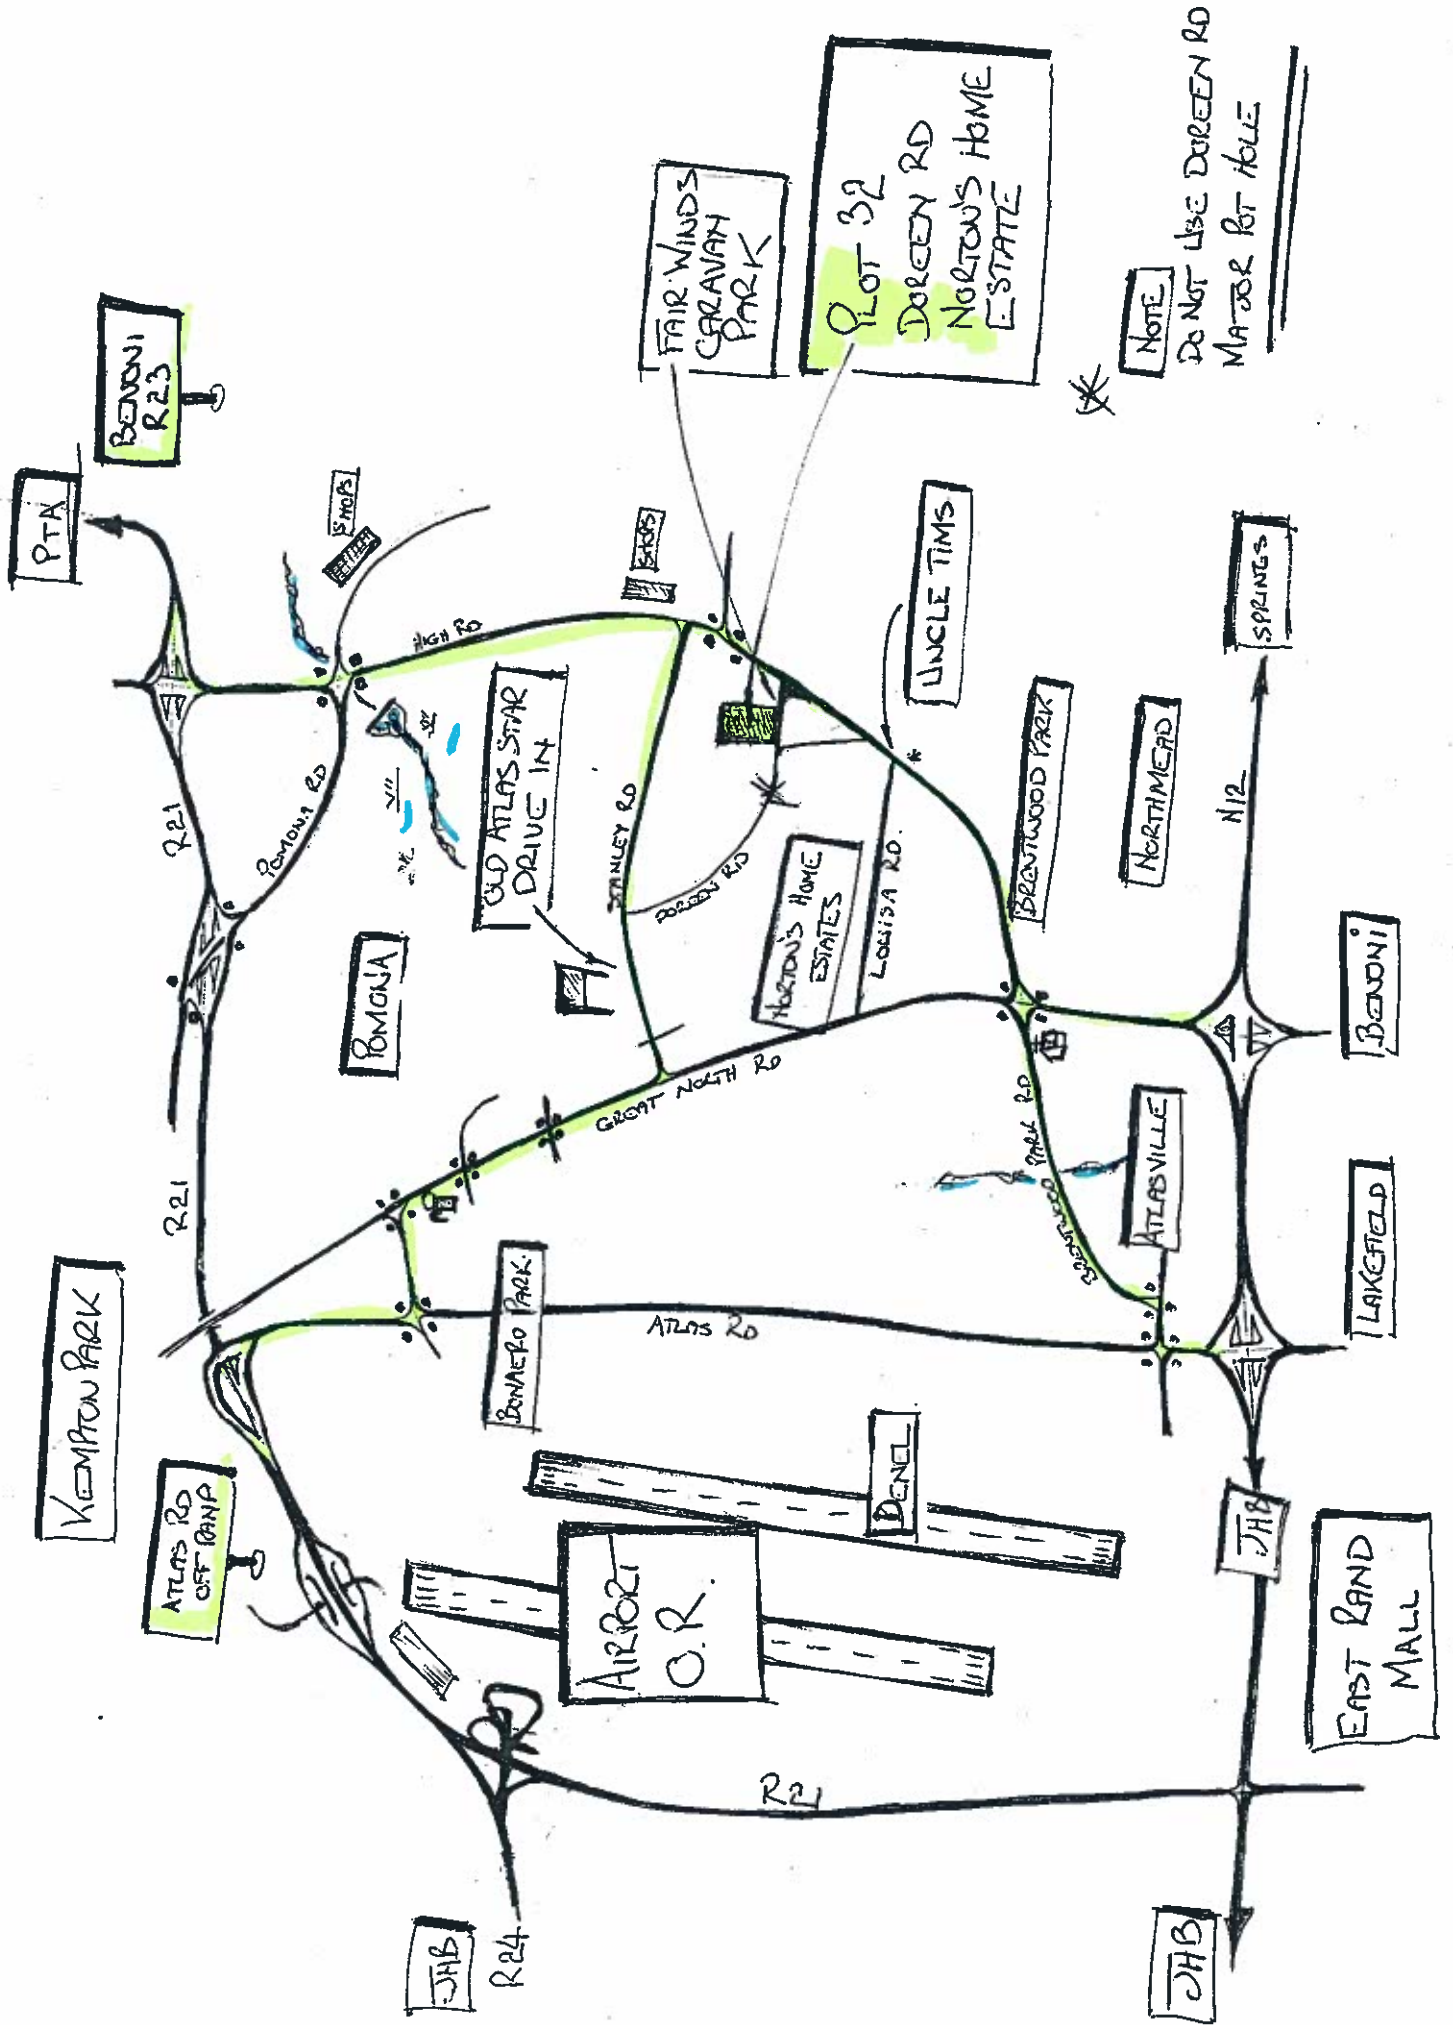 KEMPTON PARK
PTA
BENONI
R23
ATLAS RD
OFF RAMP
R21
R21
POMONA RD
SHOPS
POMONA
HIGH RD
JHB
R24
BONAERO PARK.
OLD ATLAS STAR
DRIVE IN
GREAT NORTH RD
STANLEY RD
DOREEN RD
SHOPS
FAIR WINDS
CARAVAN
PARK
AIRPORT
O.R.
ATLAS RD
NORTON'S HOME
ESTATES
LOUISA RD.
PLOT 32
DOREEN RD
NORTON'S HOME
ESTATE
R21
DENEL
UNCLE TIMS
BRENTWOOD PARK RD
BRENTWOOD PARK
ATLASVILLE
NORTHMEAD
NOTE
DO NOT USE DOREEN RD
MAJOR POT HOLE
JHB
JHB
N12
SPRINGS
EAST RAND
MALL
LAKEFIELD
BENONI